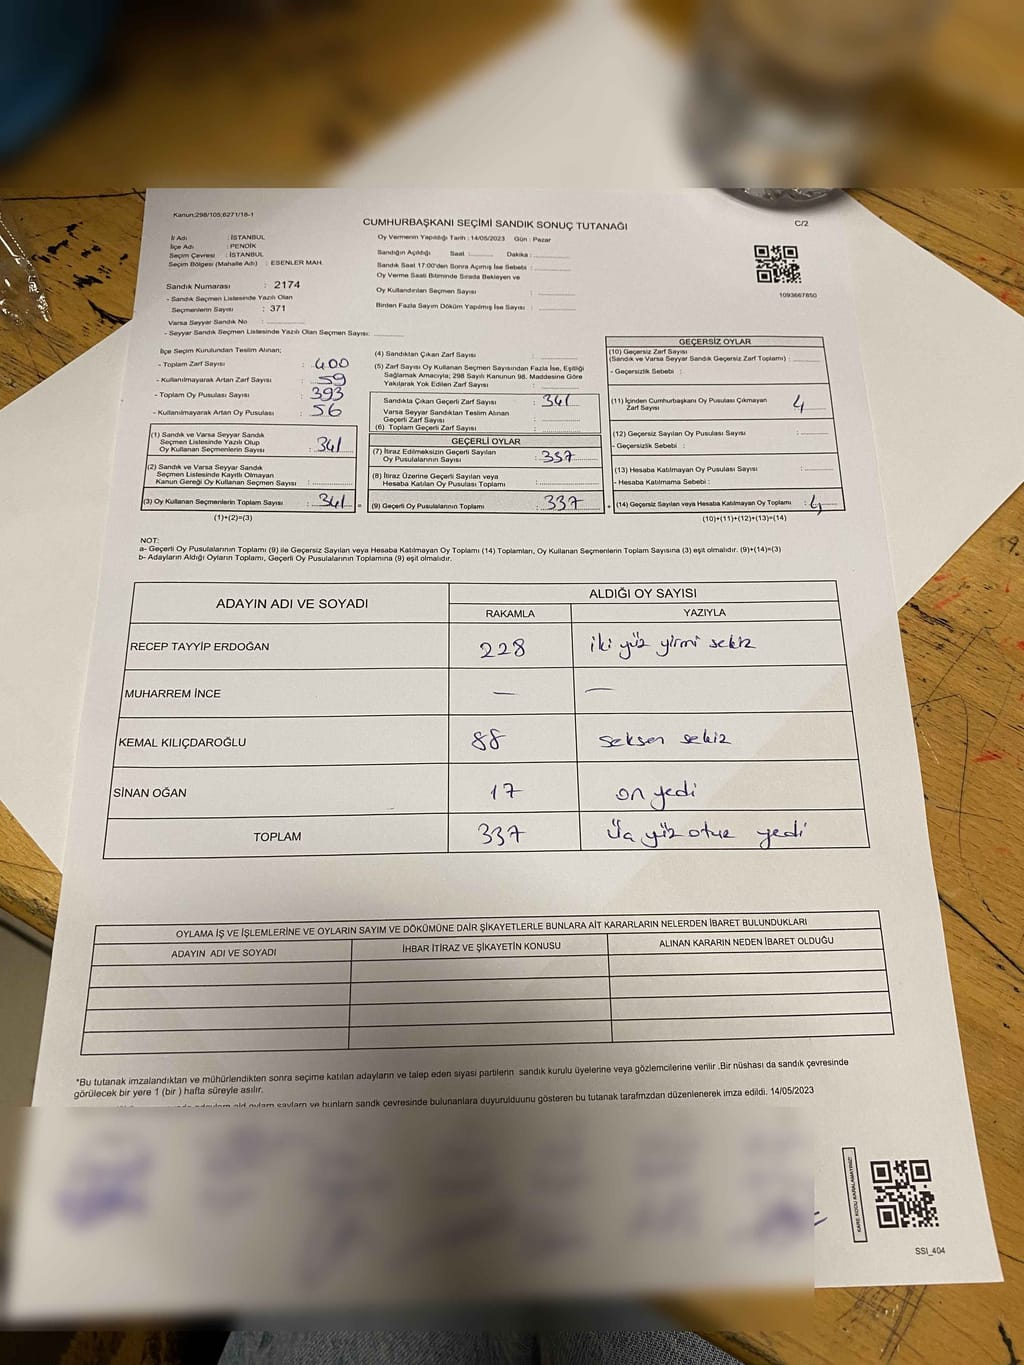 Kanun:298/105;6271/18-1
CUMHURBAŞKANI SEÇİMİ SANDIK SONUÇ TUTANAĞI
C/2
İl Adı : İSTANBUL
İlçe Adı : PENDİK
Seçim Çevresi : İSTANBUL
Seçim Bölgesi (Mahalle Adı) : ESENLER MAH.
Sandık Numarası : 2174
- Sandık Seçmen Listesinde Yazılı Olan
Seçmenlerin Sayısı : 371
Varsa Seyyar Sandık No :
- Seyyar Sandık Seçmen Listesinde Yazılı Olan Seçmen Sayısı:
Oy Vermenin Yapıldığı Tarih : 14/05/2023 Gün : Pazar
Sandığın Açıldığı Saat : Dakika :
Sandık Saat 17:00'den Sonra Açımış İse Sebebi :
Oy Verme Saati Bitiminde Sırada Bekleyen ve
Oy Kullandırılan Seçmen Sayısı :
Birden Fazla Sayım Döküm Yapılmış İse Sayısı :
1093667850
İlçe Seçim Kurulundan Teslim Alınan;
- Toplam Zarf Sayısı : 400
- Kullanılmayarak Artan Zarf Sayısı : 59
- Toplam Oy Pusulası Sayısı : 393
- Kullanılmayarak Artan Oy Pusulası : 56
(1) Sandık ve Varsa Seyyar Sandık
Seçmen Listesinde Yazılı Olup
Oy Kullanan Seçmenlerin Sayısı : 341
(2) Sandık ve Varsa Seyyar Sandık
Seçmen Listesinde Kayıtlı Olmayan
Kanun Gereği Oy Kullanan Seçmen Sayısı :
(3) Oy Kullanan Seçmenlerin Toplam Sayısı : 341 =
(1)+(2)=(3)
(4) Sandıktan Çıkan Zarf Sayısı :
(5) Zarf Sayısı Oy Kullanan Seçmen Sayısından Fazla İse, Eşitliği
Sağlamak Amacıyla; 298 Sayılı Kanunun 98. Maddesine Göre
Yakılarak Yok Edilen Zarf Sayısı :
Sandıkta Çıkan Geçerli Zarf Sayısı : 341
Varsa Seyyar Sandıktan Teslim Alınan
Geçerli Zarf Sayısı :
(6) Toplam Geçerli Zarf Sayısı :
GEÇERLİ OYLAR
(7) İtiraz Edilmeksizin Geçerli Sayılan
Oy Pusulalarının Sayısı : 337
(8) İtiraz Üzerine Geçerli Sayılan veya
Hesaba Katılan Oy Pusulası Toplamı :
(9) Geçerli Oy Pusulalarının Toplamı : 337 +
GEÇERSİZ OYLAR
(10) Geçersiz Zarf Sayısı
(Sandık ve Varsa Seyyar Sandık Geçersiz Zarf Toplamı) :
- Geçersizlik Sebebi :
(11) İçinden Cumhurbaşkanı Oy Pusulası Çıkmayan
Zarf Sayısı : 4
(12) Geçersiz Sayılan Oy Pusulası Sayısı :
- Geçersizlik Sebebi :
(13) Hesaba Katılmayan Oy Pusulası Sayısı :
- Hesaba Katılmama Sebebi :
(14) Geçersiz Sayılan veya Hesaba Katılmayan Oy Toplamı : 4
(10)+(11)+(12)+(13)=(14)
NOT:
a- Geçerli Oy Pusulalarının Toplamı (9) ile Geçersiz Sayılan veya Hesaba Katılmayan Oy Toplamı (14) Toplamları, Oy Kullanan Seçmenlerin Toplam Sayısına (3) eşit olmalıdır. (9)+(14)=(3)
b- Adayların Aldığı Oyların Toplamı, Geçerli Oy Pusulalarının Toplamına (9) eşit olmalıdır.
ADAYIN ADI VE SOYADI
ALDIĞI OY SAYISI
RAKAMLA YAZIYLA
RECEP TAYYİP ERDOĞAN 228 iki yüz yirmi sekiz
MUHARREM İNCE — —
KEMAL KILIÇDAROĞLU 88 seksen sekiz
SİNAN OĞAN 17 on yedi
TOPLAM 337 Üç yüz otuz yedi
OYLAMA İŞ VE İŞLEMLERİNE VE OYLARIN SAYIM VE DÖKÜMÜNE DAİR ŞİKAYETLERLE BUNLARA AİT KARARLARIN NELERDEN İBARET BULUNDUKLARI
ADAYIN ADI VE SOYADI İHBAR İTİRAZ VE ŞİKAYETİN KONUSU ALINAN KARARIN NEDEN İBARET OLDUĞU
*Bu tutanak imzalandıktan ve mühürlendikten sonra seçime katılan adayların ve talep eden siyasi partilerin sandık kurulu üyelerine veya gözlemcilerine verilir .Bir nüshası da sandık çevresinde
görülecek bir yere 1 (bir ) hafta süreyle asılır.
bulunanlara duyurulduunu gösteren bu tutanak tarafmzdan düzenlenerek imza edildi. 14/05/2023
KARE KODU KARALAMAYINIZ!
SSI_404